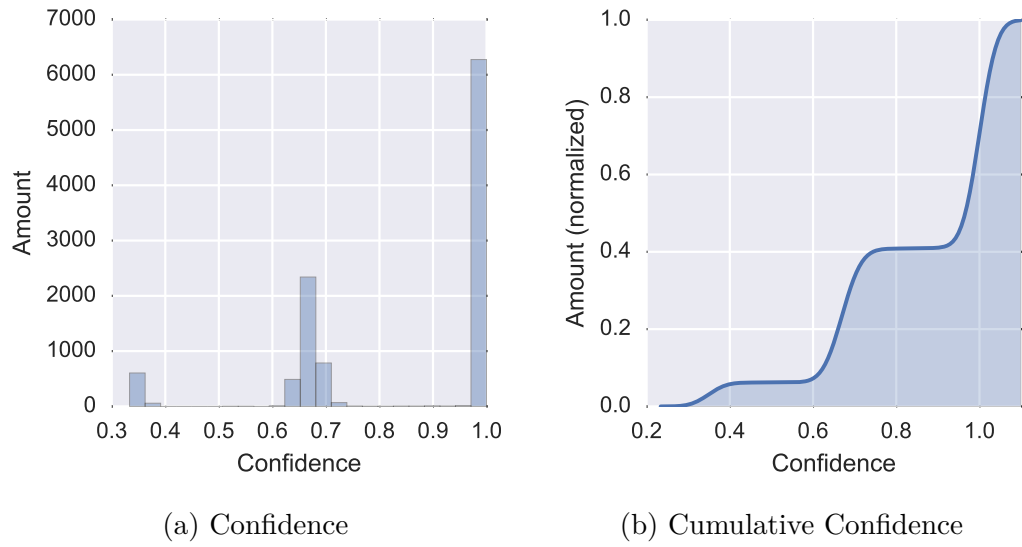 7000
6000
5000
4000
3000
2000
1000
0
Amount
0.3 0.4 0.5 0.6 0.7 0.8 0.9 1.0
Confidence
(a) Confidence
1.0
0.8
0.6
0.4
0.2
0.0
Amount (normalized)
0.2 0.4 0.6 0.8 1.0
Confidence
(b) Cumulative Confidence